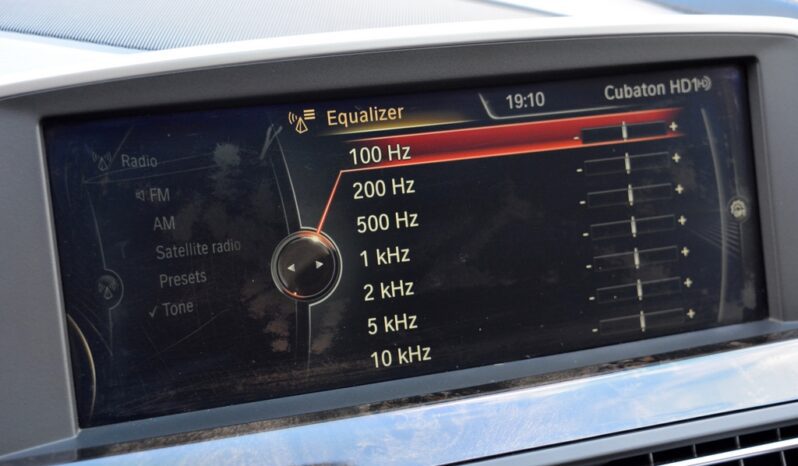 Equalizer
19:10
Cubaton HD1
Radio
FM
AM
Satellite radio
Presets
✓ Tone
100 Hz - +
200 Hz - +
500 Hz - +
1 kHz - +
2 kHz - +
5 kHz - +
10 kHz - +